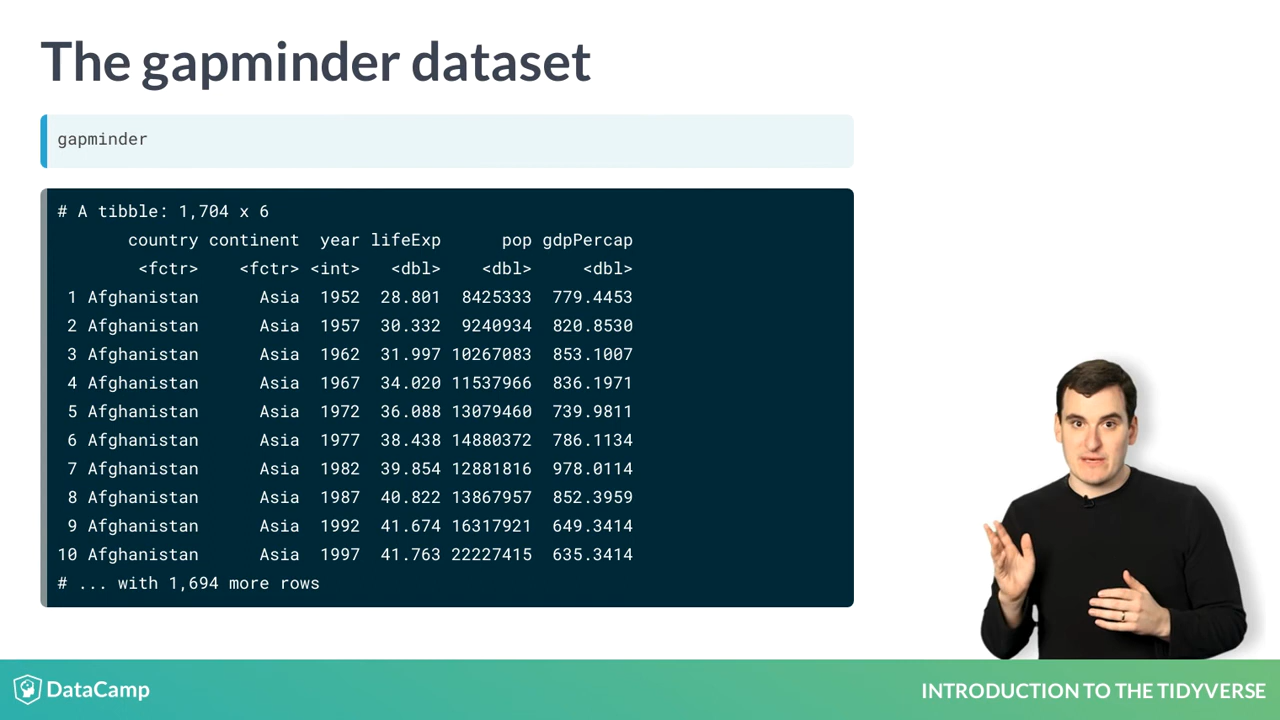 The gapminder dataset
gapminder
# A tibble: 1,704 x 6
country continent year lifeExp pop gdpPercap
<fctr> <fctr> <int> <dbl> <dbl> <dbl>
1 Afghanistan Asia 1952 28.801 8425333 779.4453
2 Afghanistan Asia 1957 30.332 9240934 820.8530
3 Afghanistan Asia 1962 31.997 10267083 853.1007
4 Afghanistan Asia 1967 34.020 11537966 836.1971
5 Afghanistan Asia 1972 36.088 13079460 739.9811
6 Afghanistan Asia 1977 38.438 14880372 786.1134
7 Afghanistan Asia 1982 39.854 12881816 978.0114
8 Afghanistan Asia 1987 40.822 13867957 852.3959
9 Afghanistan Asia 1992 41.674 16317921 649.3414
10 Afghanistan Asia 1997 41.763 22227415 635.3414
# ... with 1,694 more rows
DataCamp
INTRODUCTION TO THE TIDYVERSE